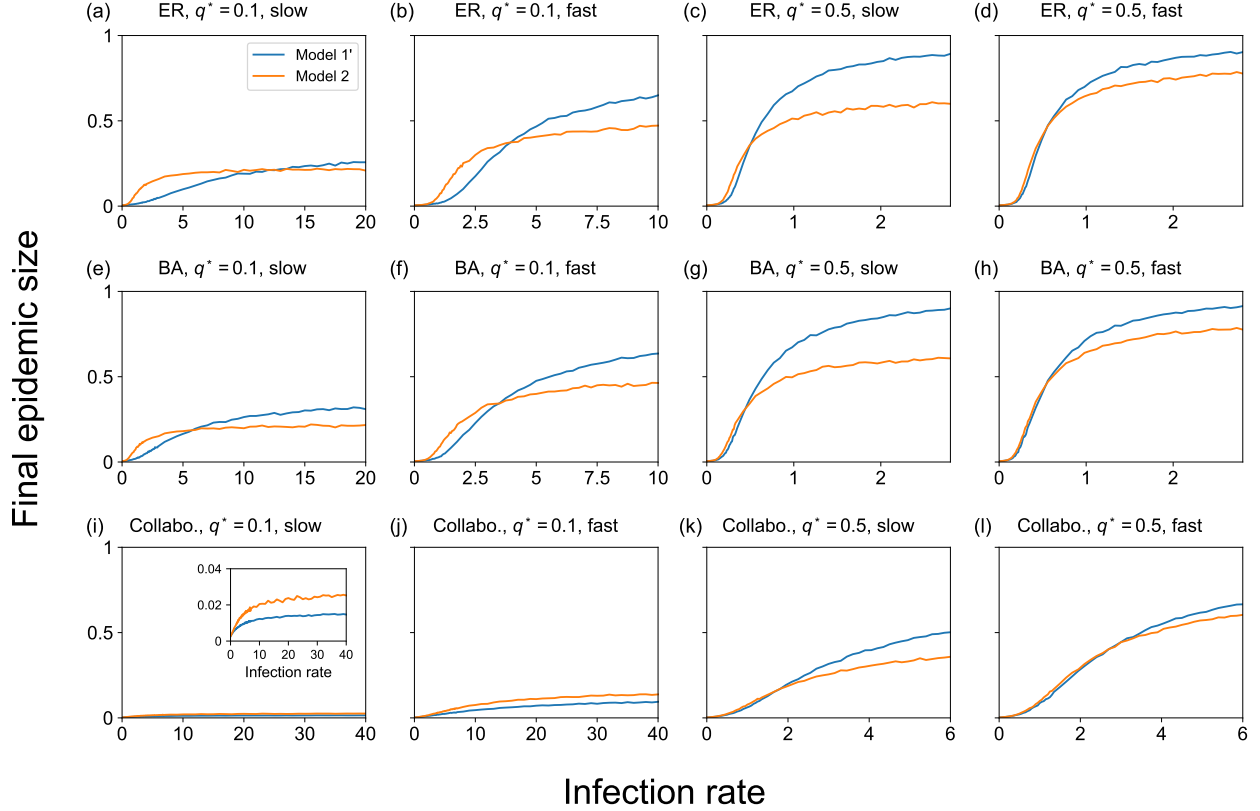 (a) ER, q* = 0.1, slow
(b) ER, q* = 0.1, fast
(c) ER, q* = 0.5, slow
(d) ER, q* = 0.5, fast
Model 1'
Model 2
1
0.5
0
0 5 10 15 20
0 2.5 5 7.5 10
0 1 2
0 1 2
(e) BA, q* = 0.1, slow
(f) BA, q* = 0.1, fast
(g) BA, q* = 0.5, slow
(h) BA, q* = 0.5, fast
1
0.5
0
0 5 10 15 20
0 2.5 5 7.5 10
0 1 2
0 1 2
(i) Collabo., q* = 0.1, slow
(j) Collabo., q* = 0.1, fast
(k) Collabo., q* = 0.5, slow
(l) Collabo., q* = 0.5, fast
1
0.5
0
0.04
0.02
0
0 10 20 30 40
Infection rate
0 10 20 30 40
0 10 20 30 40
0 2 4 6
0 2 4 6
Final epidemic size
Infection rate